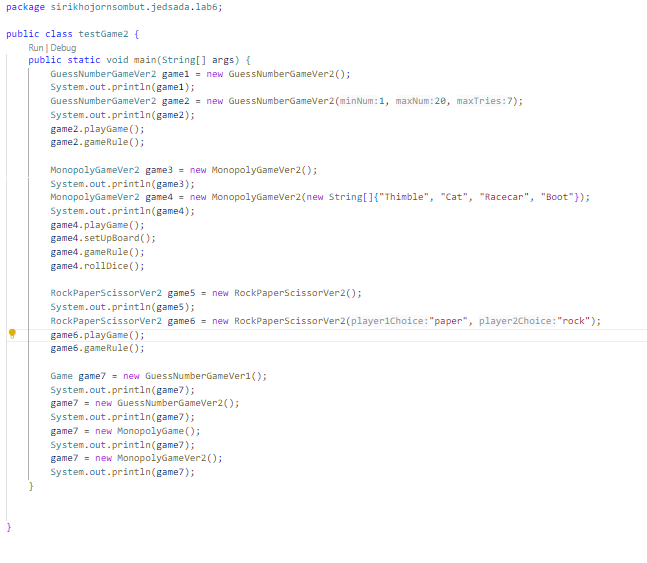 package sirikhojornsombut.jedsada.lab6;
public class testGame2 {
Run | Debug
public static void main(String[] args) {
GuessNumberGameVer2 game1 = new GuessNumberGameVer2();
System.out.println(game1);
GuessNumberGameVer2 game2 = new GuessNumberGameVer2(minNum:1, maxNum:20, maxTries:7);
System.out.println(game2);
game2.playGame();
game2.gameRule();
MonopolyGameVer2 game3 = new MonopolyGameVer2();
System.out.println(game3);
MonopolyGameVer2 game4 = new MonopolyGameVer2(new String[]{"Thimble", "Cat", "Racecar", "Boot"});
System.out.println(game4);
game4.playGame();
game4.setUpBoard();
game4.gameRule();
game4.rollDice();
RockPaperScissorVer2 game5 = new RockPaperScissorVer2();
System.out.println(game5);
RockPaperScissorVer2 game6 = new RockPaperScissorVer2(player1Choice:"paper", player2Choice:"rock");
game6.playGame();
game6.gameRule();
Game game7 = new GuessNumberGameVer1();
System.out.println(game7);
game7 = new GuessNumberGameVer2();
System.out.println(game7);
game7 = new MonopolyGame();
System.out.println(game7);
game7 = new MonopolyGameVer2();
System.out.println(game7);
}
}